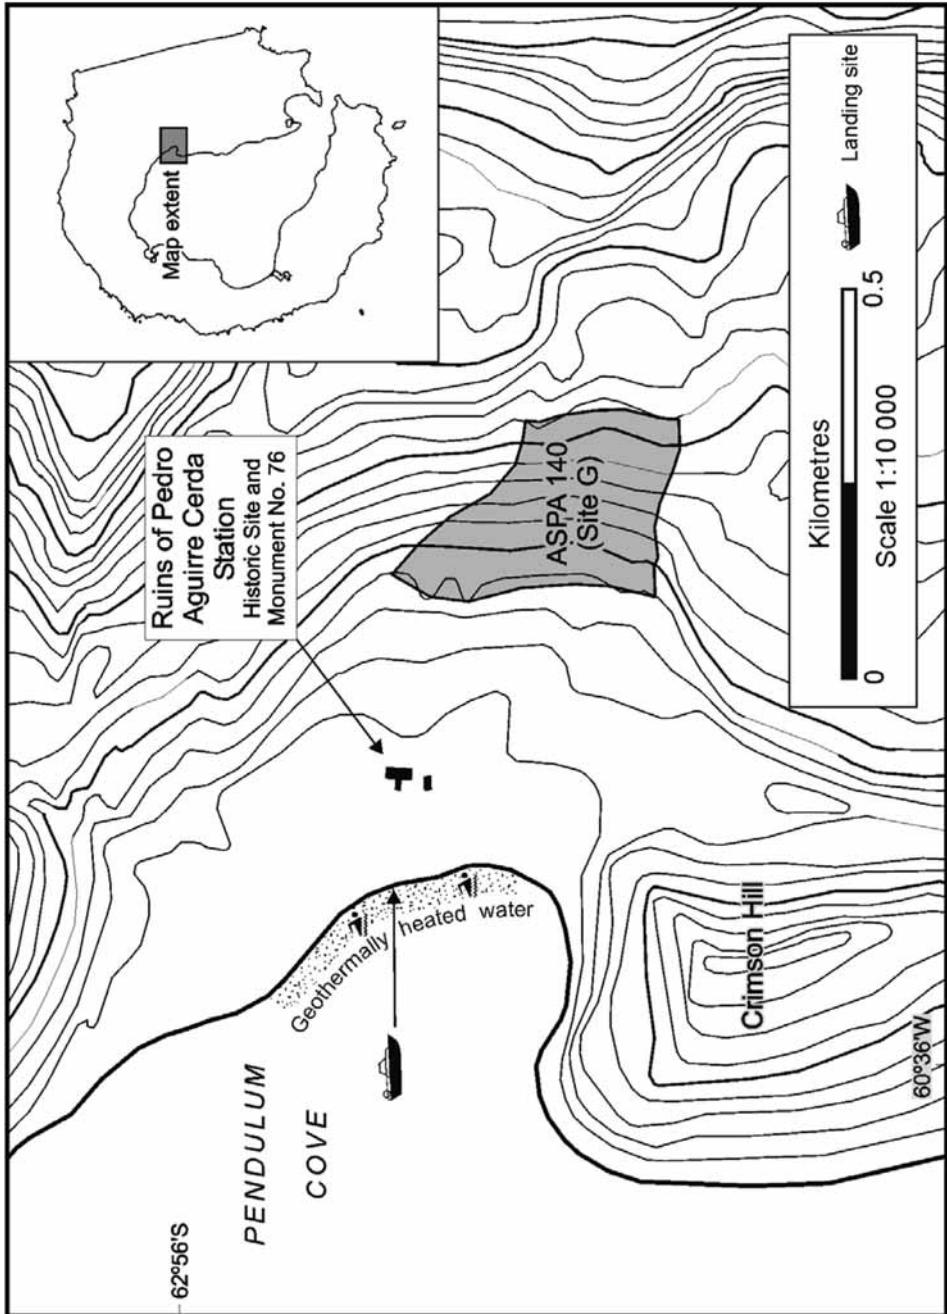 Map extent
Ruins of Pedro
Aguirre Cerda
Station
Historic Site and
Monument No. 76
62°56'S
PENDULUM
COVE
Geothermally heated water
ASPA 140
(Site G)
Crimson Hill
60°36'W
Kilometres
0
0.5
Scale 1:10 000
Landing site